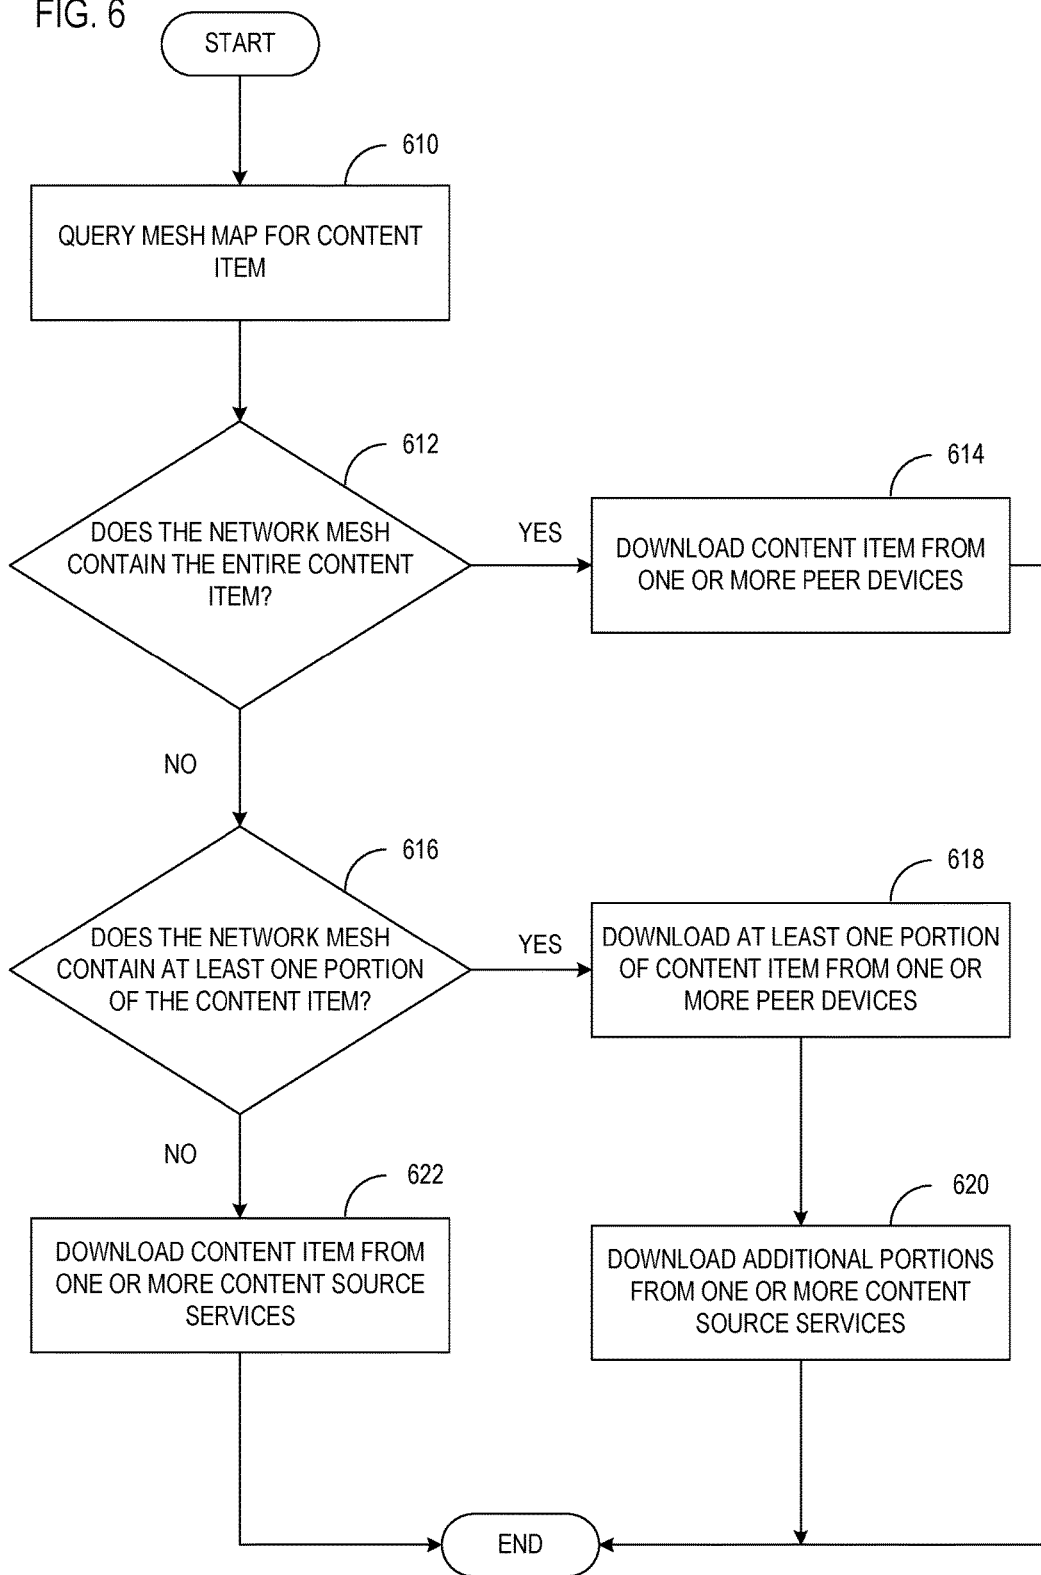 FIG. 6
START
610
QUERY MESH MAP FOR CONTENT
ITEM
612
DOES THE NETWORK MESH
CONTAIN THE ENTIRE CONTENT
ITEM?
YES
614
DOWNLOAD CONTENT ITEM FROM
ONE OR MORE PEER DEVICES
NO
616
DOES THE NETWORK MESH
CONTAIN AT LEAST ONE PORTION
OF THE CONTENT ITEM?
YES
618
DOWNLOAD AT LEAST ONE PORTION
OF CONTENT ITEM FROM ONE OR
MORE PEER DEVICES
NO
622
DOWNLOAD CONTENT ITEM FROM
ONE OR MORE CONTENT SOURCE
SERVICES
620
DOWNLOAD ADDITIONAL PORTIONS
FROM ONE OR MORE CONTENT
SOURCE SERVICES
END